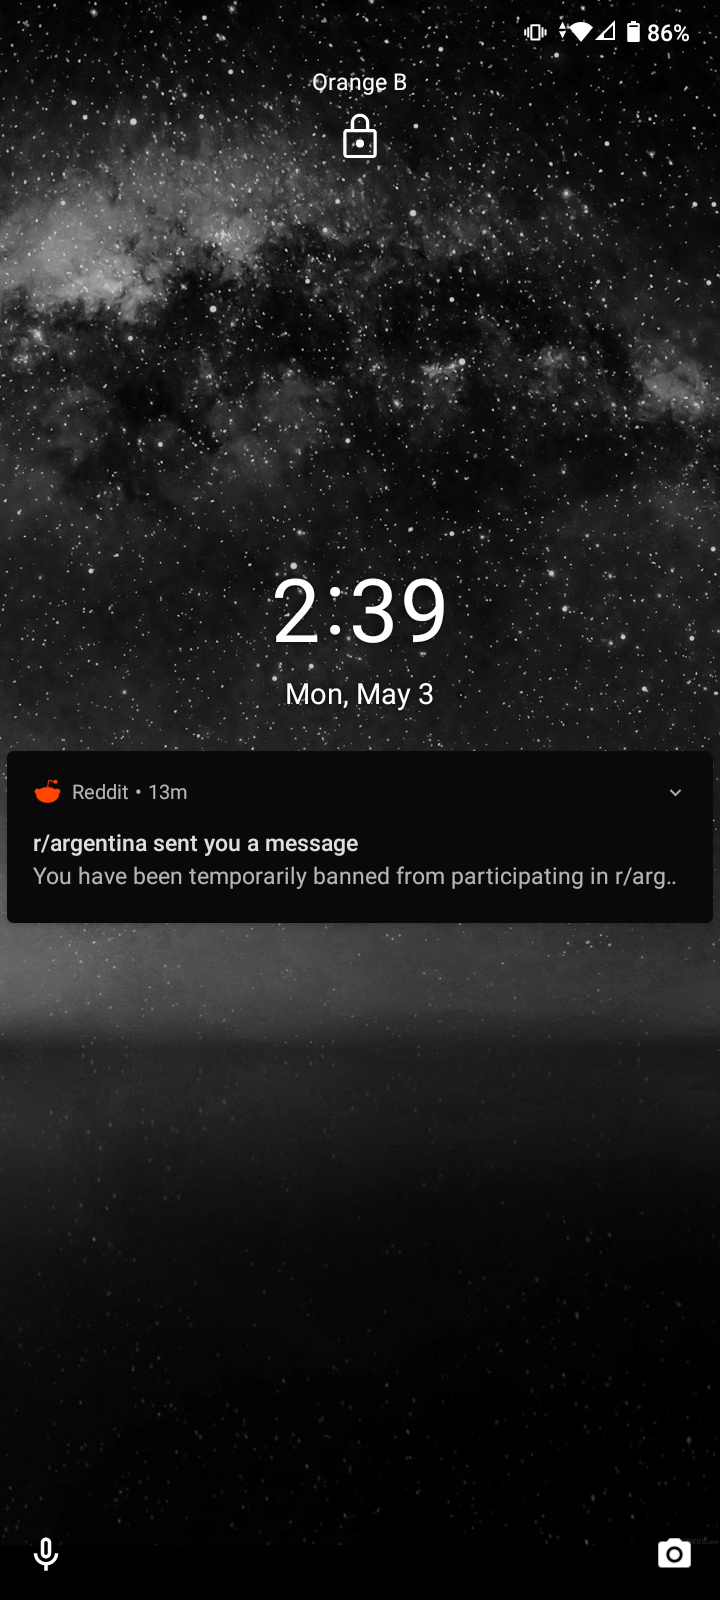 86%
Orange B
2:39
Mon, May 3
Reddit • 13m
r/argentina sent you a message
You have been temporarily banned from participating in r/arg..